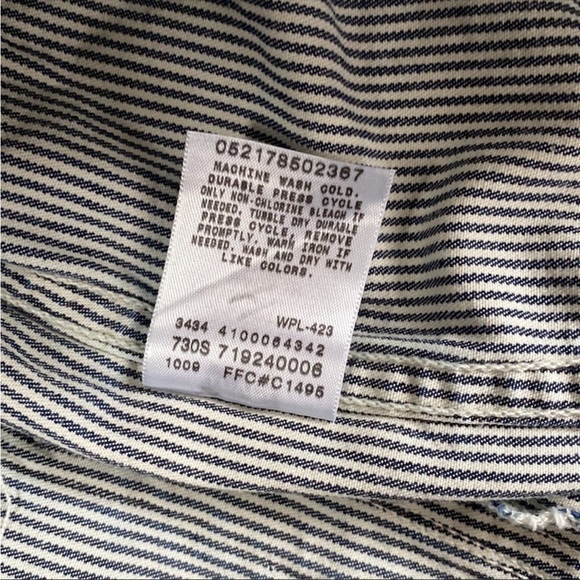 052178502367
MACHINE WASH COLD.
DURABLE PRESS CYCLE
ONLY NON-CHLORINE BLEACH IF
NEEDED. TUMBLE DRY DURABLE
PRESS CYCLE. REMOVE
PROMPTLY. WARM IRON IF
NEEDED. WASH AND DRY WITH
LIKE COLORS.
WPL-423
3434 4100064342
730S 719240006
1009 FFC#C1495